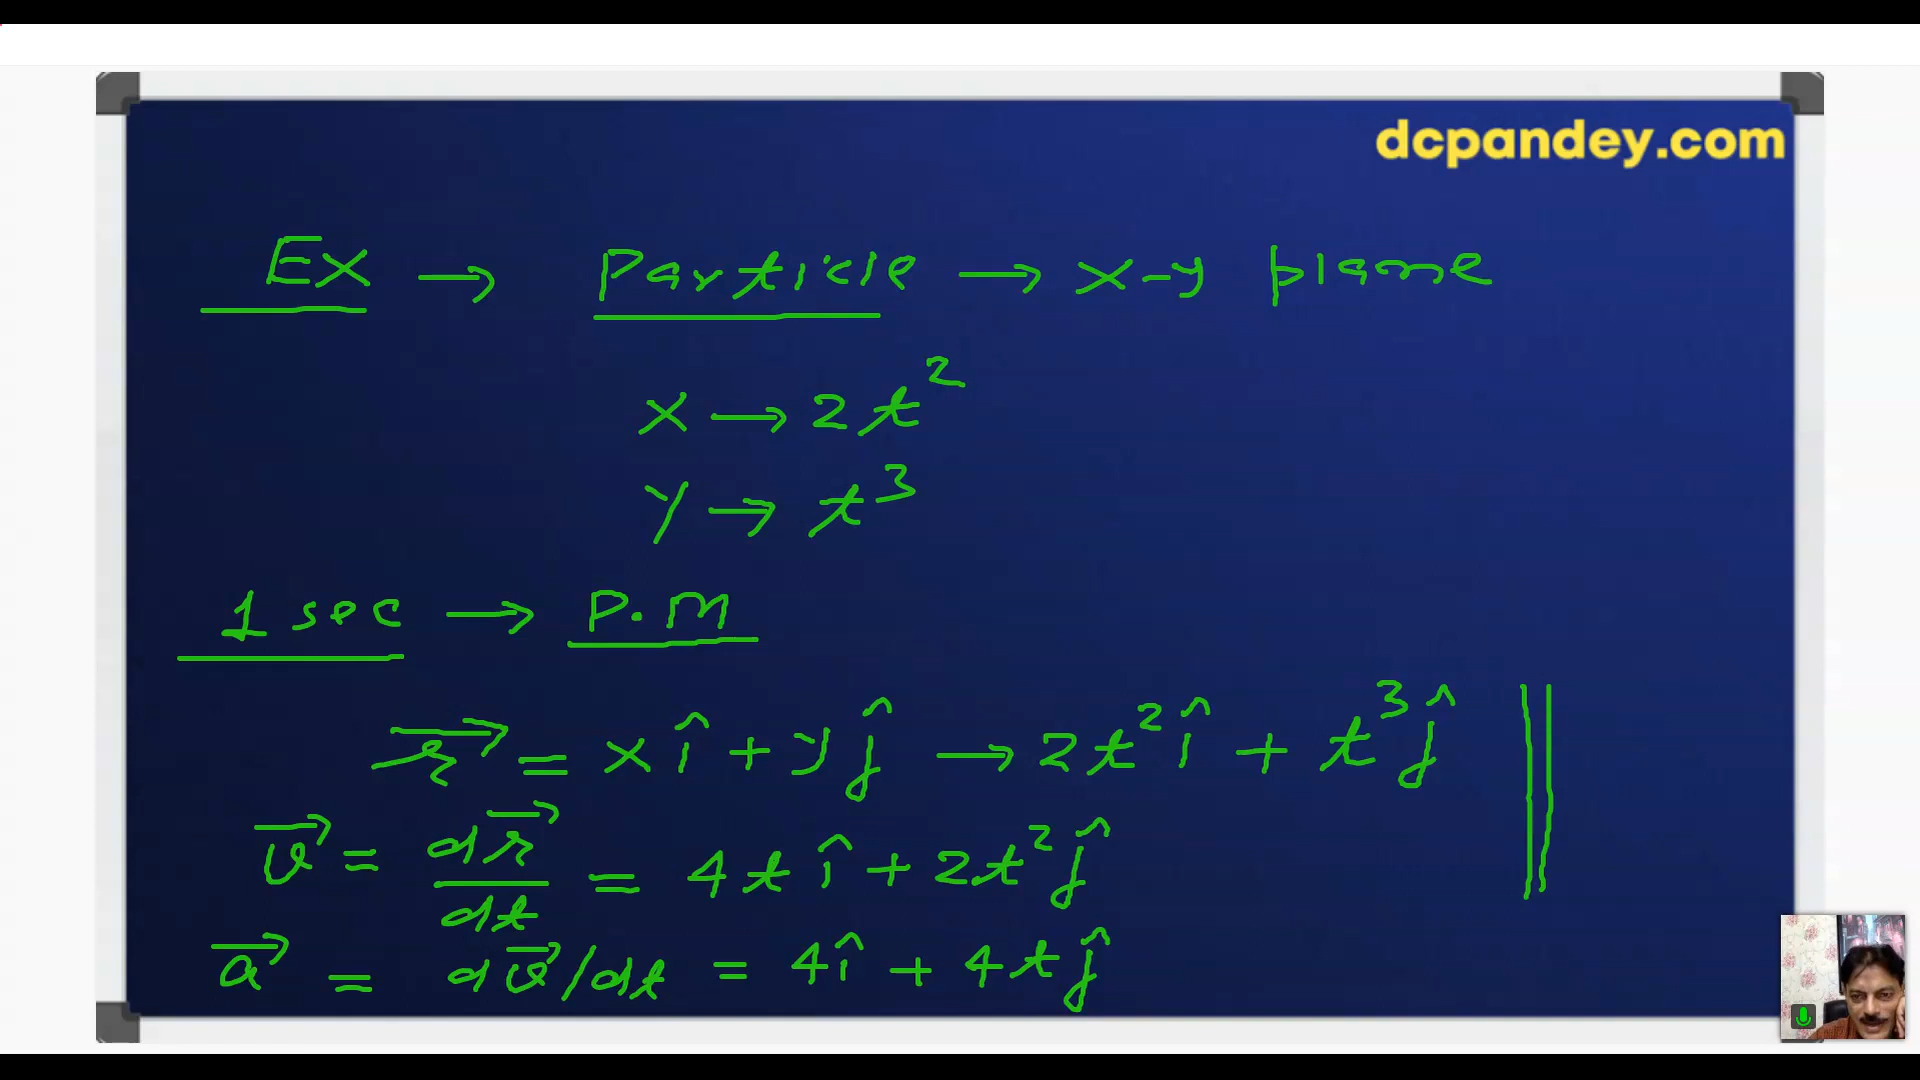 dcpandey.com
Ex → Particle → x-y plane
x → 2t²
y → t³
1 sec → P.M
r⃗ = xî + yĵ → 2t²î + t³ĵ
v⃗ = dr⃗/dt = 4tî + 2t²ĵ
a⃗ = dv⃗/dt = 4î + 4tĵ